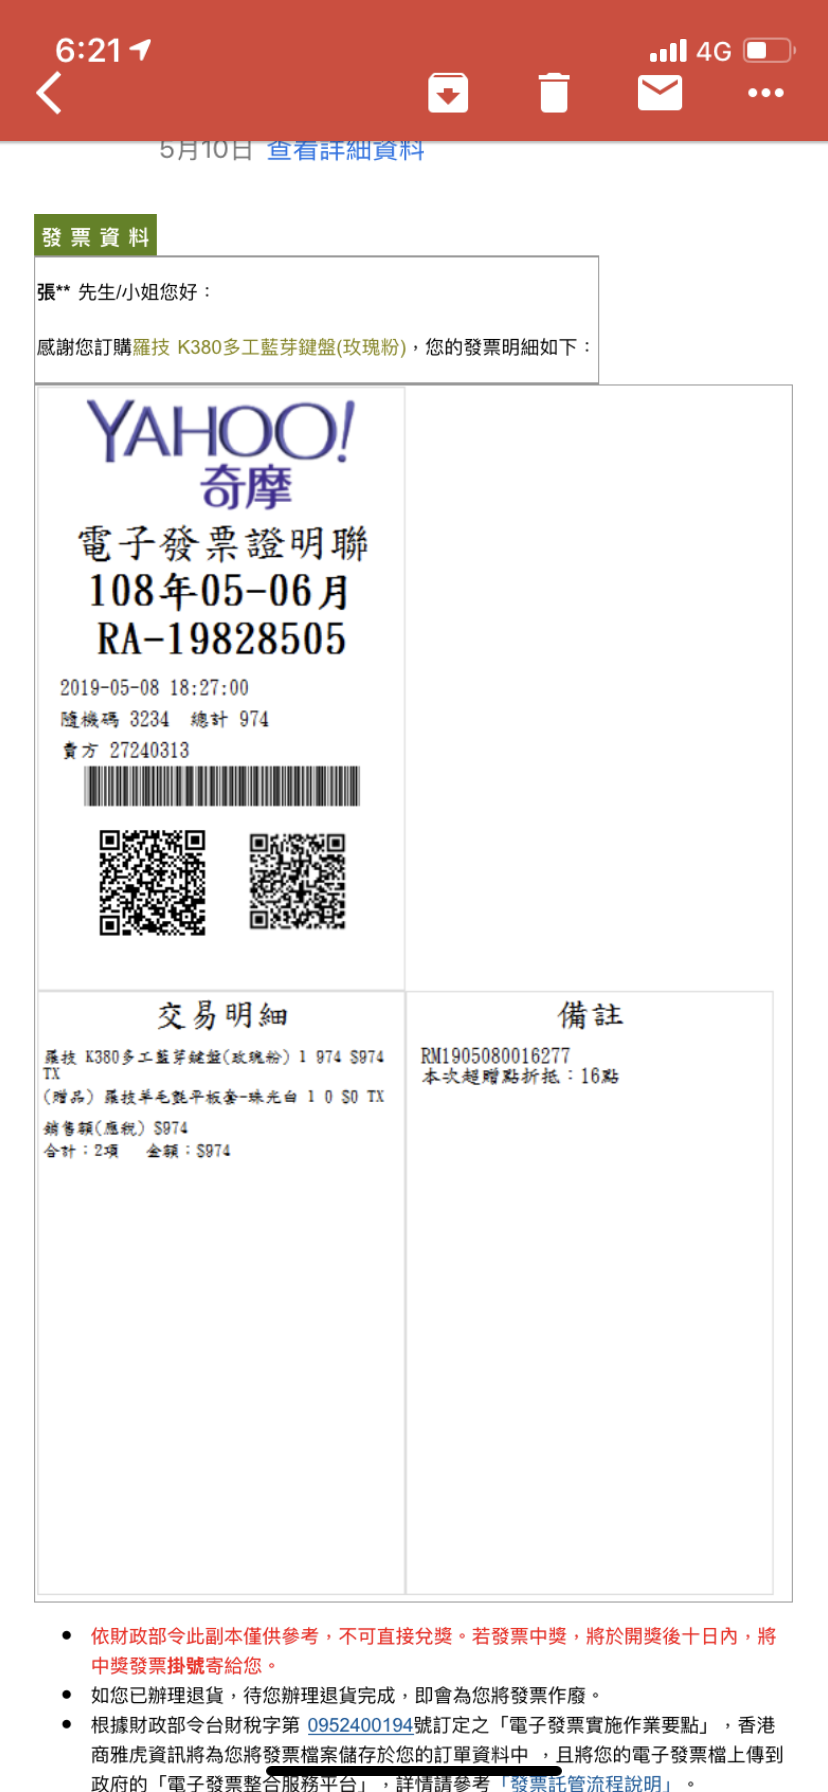 6:21
4G
5月10日 查看詳細資料
發票資料
張** 先生/小姐您好：
感謝您訂購羅技 K380多工藍芽鍵盤(玫瑰粉)，您的發票明細如下：
YAHOO!
奇摩
電子發票證明聯
108年05-06月
RA-19828505
2019-05-08 18:27:00
隨機碼 3234 總計 974
賣方 27240313
交易明細
羅技 K380多工藍芽鍵盤(玫瑰粉) 1 974 $974
TX
(贈品) 羅技羊毛氈平板套-珠光白 1 0 $0 TX
銷售額(應稅) $974
合計：2項 金額：$974
備註
RM1905080016277
本次超贈點折抵：16點
依財政部令此副本僅供參考，不可直接兌獎。若發票中獎，將於開獎後十日內，將
中獎發票掛號寄給您。
如您已辦理退貨，待您辦理退貨完成，即會為您將發票作廢。
根據財政部令台財稅字第 0952400194號訂定之「電子發票實施作業要點」，香港
商雅虎資訊將為您將發票檔案儲存於您的訂單資料中 ，且將您的電子發票檔上傳到
政府的「電子發票整合服務平台」，詳情請參考「發票託管流程說明」。